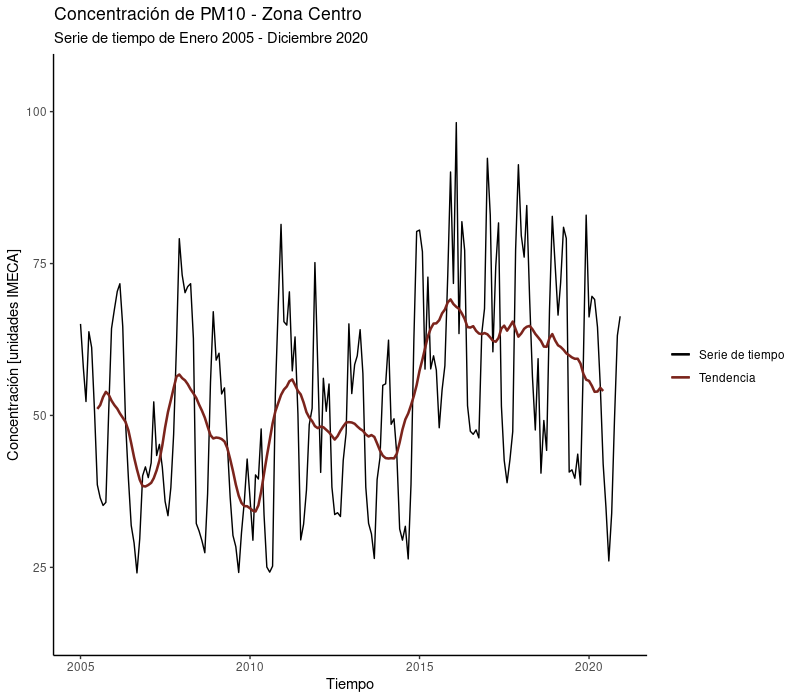 Concentración de PM10 - Zona Centro
Serie de tiempo de Enero 2005 - Diciembre 2020
Concentración [unidades IMECA]
100
75
50
25
2005
2010
2015
2020
Tiempo
Serie de tiempo
Tendencia